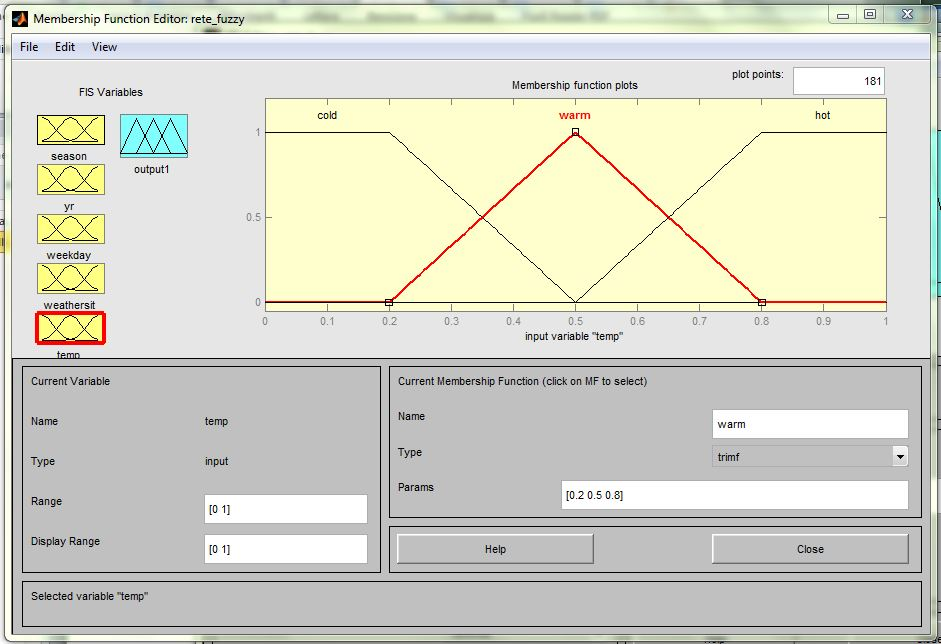 Membership Function Editor: rete_fuzzy
File Edit View
FIS Variables
Membership function plots
plot points:
181
season
output1
yr
weekday
weathersit
temp
cold
warm
hot
1
0.5
0
0 0.1 0.2 0.3 0.4 0.5 0.6 0.7 0.8 0.9 1
input variable "temp"
Current Variable
Name temp
Type input
Range [0 1]
Display Range [0 1]
Current Membership Function (click on MF to select)
Name warm
Type trimf
Params [0.2 0.5 0.8]
Help Close
Selected variable "temp"